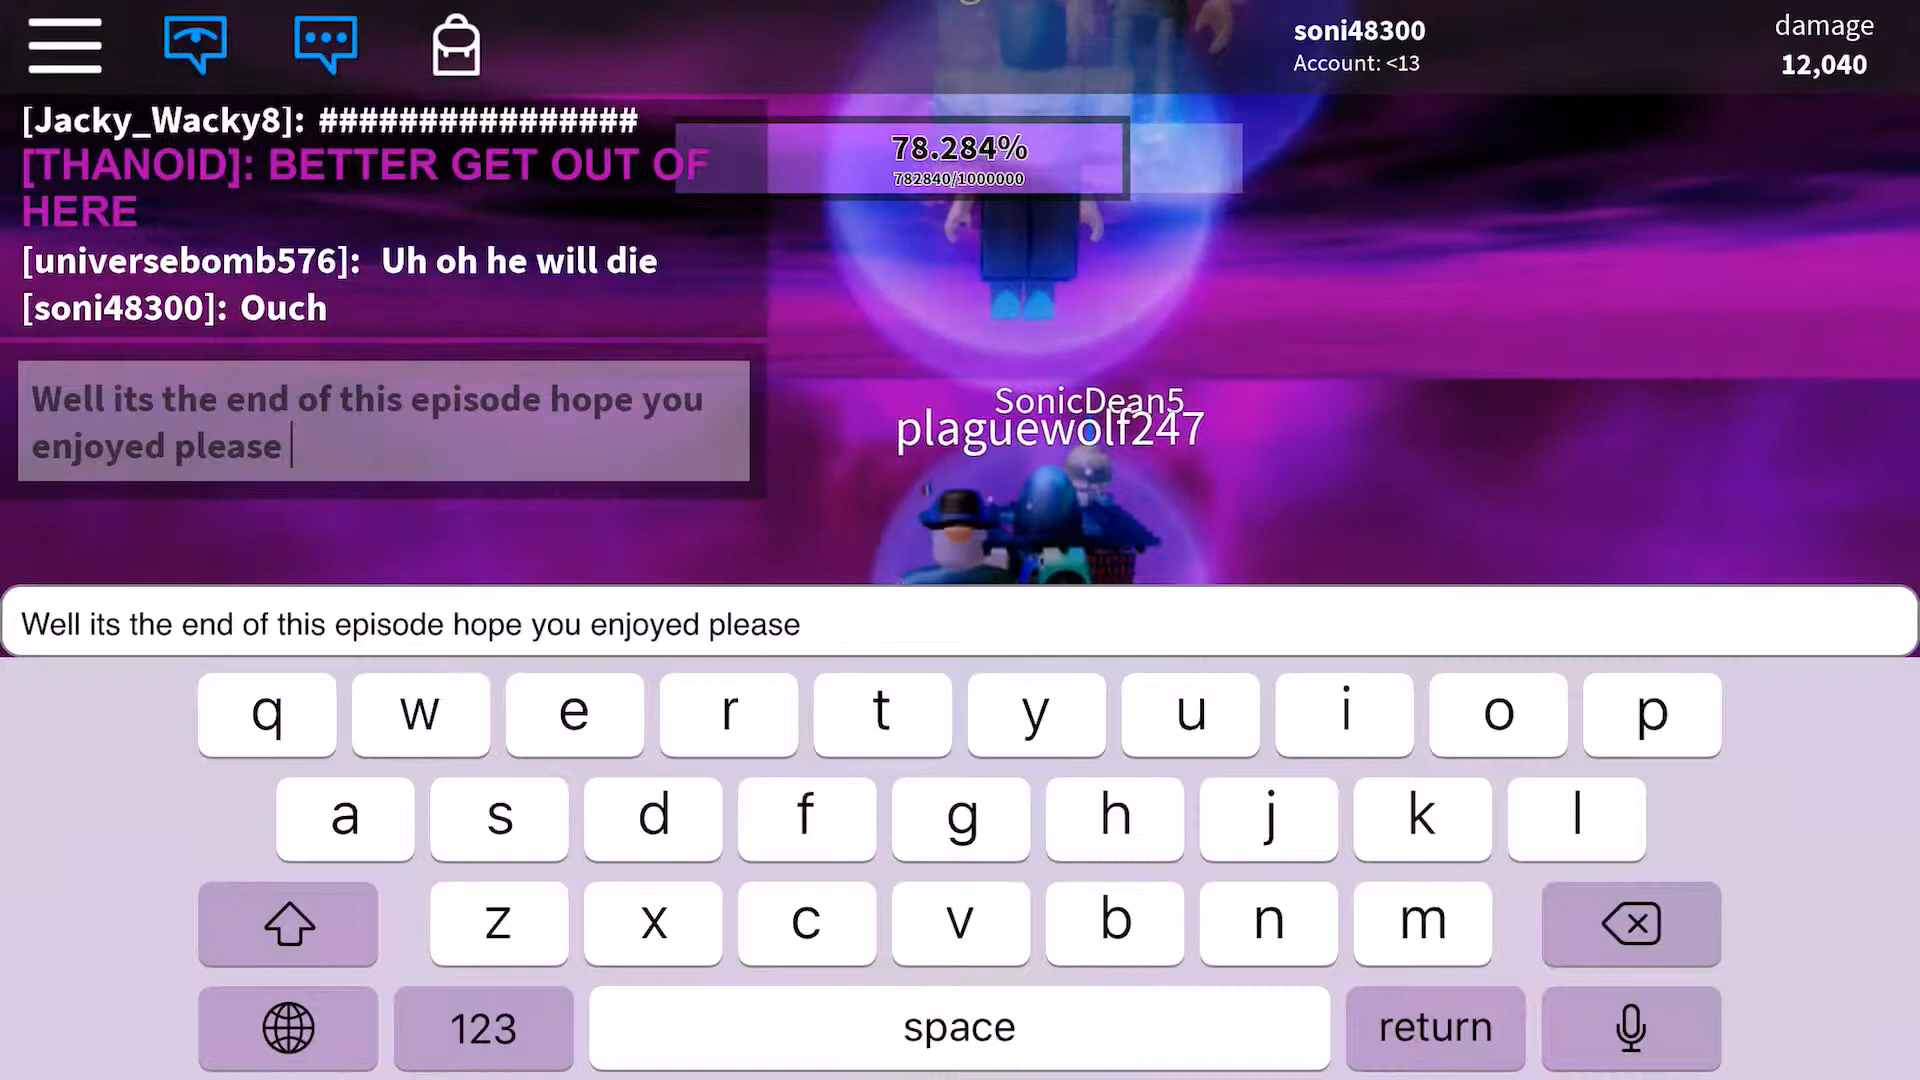 soni48300
Account: <13
damage
12,040
[Jacky_Wacky8]: ################
[THANOID]: BETTER GET OUT OF
HERE
[universebomb576]: Uh oh he will die
[soni48300]: Ouch
78.284%
782840/1000000
Well its the end of this episode hope you
enjoyed please
SonicDean5
plaguewolf247
Well its the end of this episode hope you enjoyed please
q w e r t y u i o p
a s d f g h j k l
z x c v b n m
123 space return